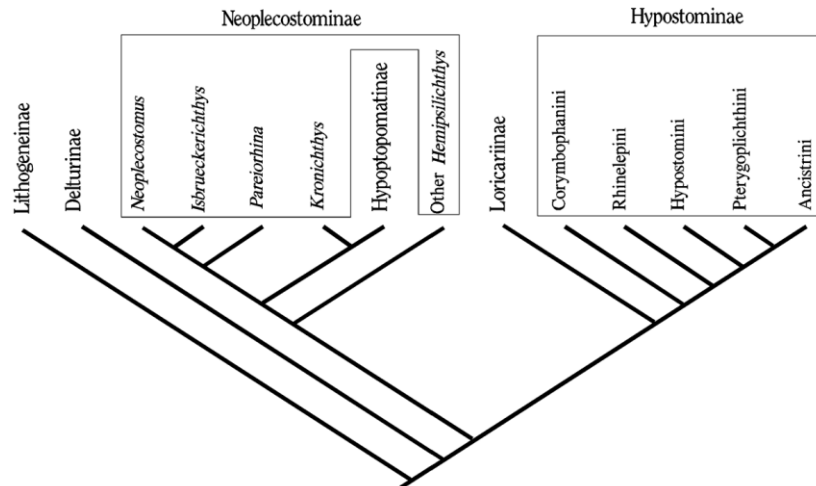 Neoplecostominae
Hypostominae
Lithogeneinae
Delturinae
Neoplecostomus
Isbrueckerichthys
Pareiorhina
Kronichthys
Hypoptopomatinae
Other Hemipsilichthys
Loricariinae
Corymbophanini
Rhinelepini
Hypostomini
Pterygoplichthini
Ancistrini